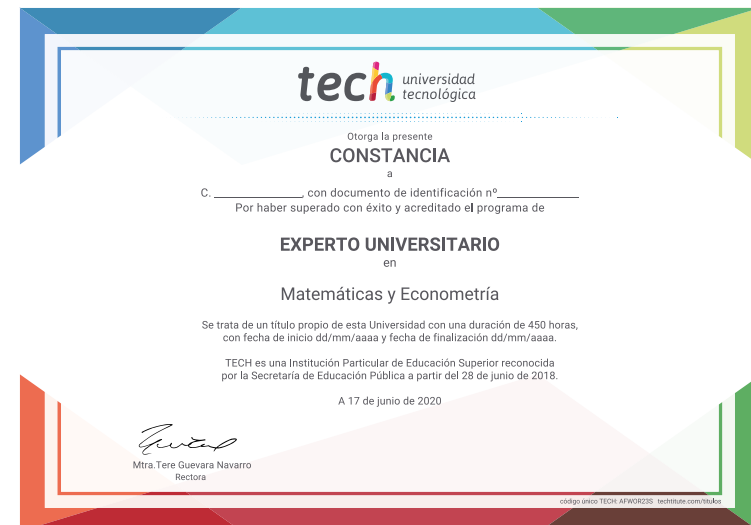 tech universidad
tecnológica
Otorga la presente
CONSTANCIA
a
C. ______________, con documento de identificación nº______________
Por haber superado con éxito y acreditado el programa de
EXPERTO UNIVERSITARIO
en
Matemáticas y Econometría
Se trata de un título propio de esta Universidad con una duración de 450 horas,
con fecha de inicio dd/mm/aaaa y fecha de finalización dd/mm/aaaa.
TECH es una Institución Particular de Educación Superior reconocida
por la Secretaría de Educación Pública a partir del 28 de junio de 2018.
A 17 de junio de 2020
Mtra.Tere Guevara Navarro
Rectora
código único TECH: AFWOR23S techtitute.com/titulos